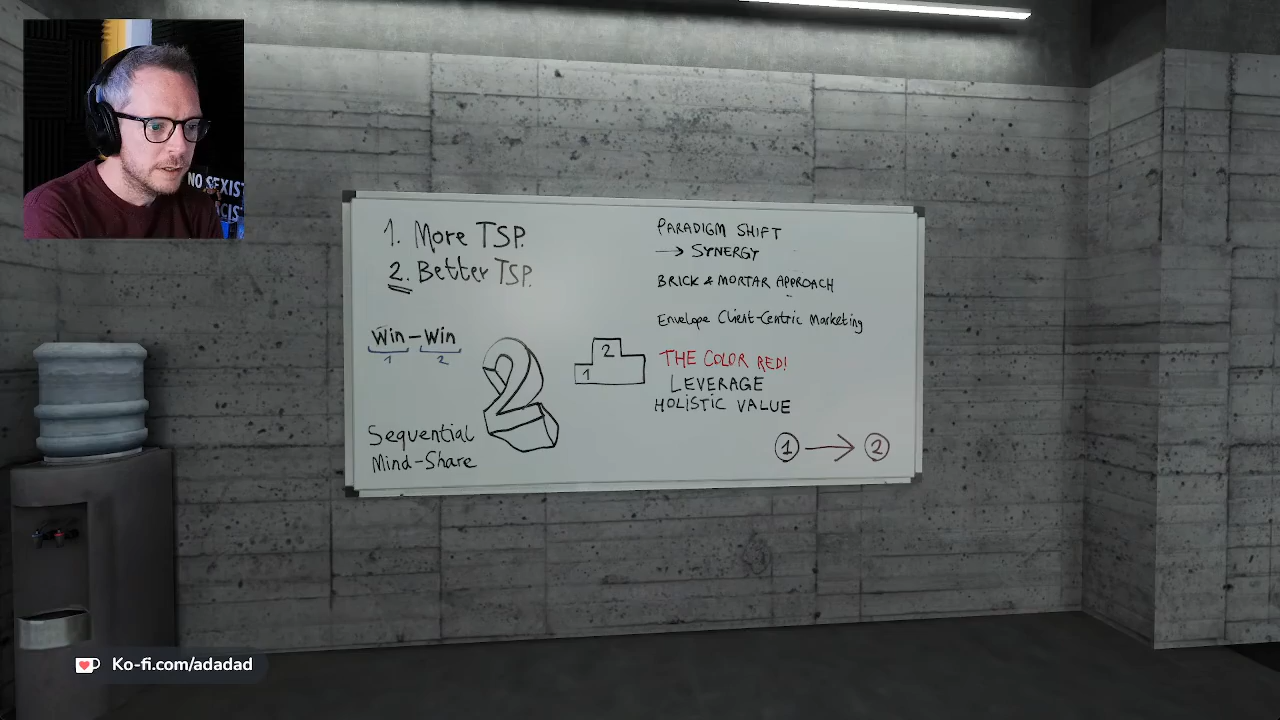 NO SEXIST
1. More TSP.
2. Better TSP.
Win-Win
1 2
2
Sequential
Mind-Share
2
1
PARADIGM SHIFT
→ SYNERGY
BRICK & MORTAR APPROACH
Envelope Client-Centric Marketing
THE COLOR RED!
LEVERAGE
HOLISTIC VALUE
1 → 2
Ko-fi.com/adadad